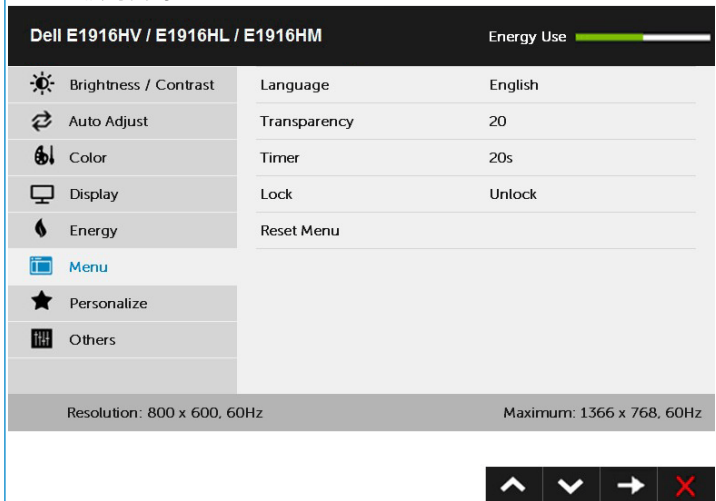 Dell E1916HV / E1916HL / E1916HM Energy Use
Brightness / Contrast Language English
Auto Adjust Transparency 20
Color Timer 20s
Display Lock Unlock
Energy Reset Menu
Menu
Personalize
Others
Resolution: 800 x 600, 60Hz Maximum: 1366 x 768, 60Hz